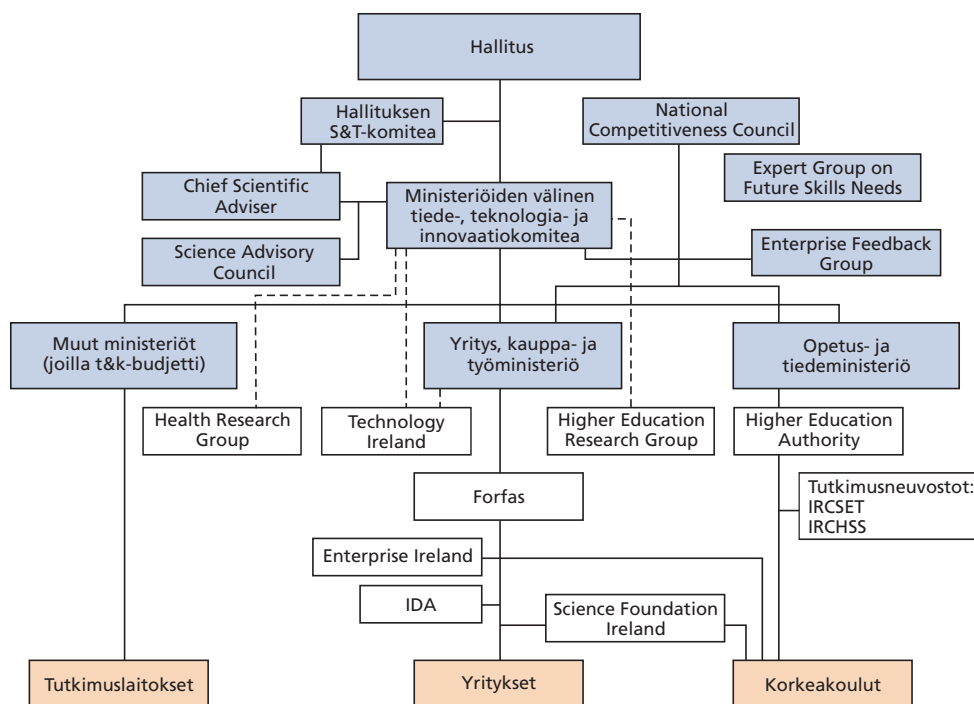 Hallitus
Hallituksen
S&T-komitea
National
Competitiveness Council
Expert Group on
Future Skills Needs
Chief Scientific
Adviser
Ministeriöiden välinen
tiede-, teknologia- ja
innovaatiokomitea
Science Advisory
Council
Enterprise Feedback
Group
Muut ministeriöt
(joilla t&k-budjetti)
Yritys, kauppa- ja
työministeriö
Opetus- ja
tiedeministeriö
Health Research
Group
Technology
Ireland
Higher Education
Research Group
Higher Education
Authority
Forfas
Tutkimusneuvostot:
IRCSET
IRCHSS
Enterprise Ireland
IDA
Science Foundation
Ireland
Tutkimuslaitokset
Yritykset
Korkeakoulut